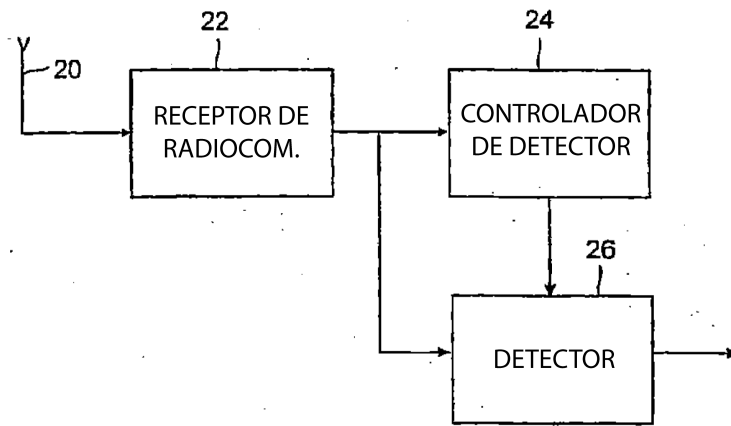 22
24
20
RECEPTOR DE
RADIOCOM.
CONTROLADOR
DE DETECTOR
26
DETECTOR